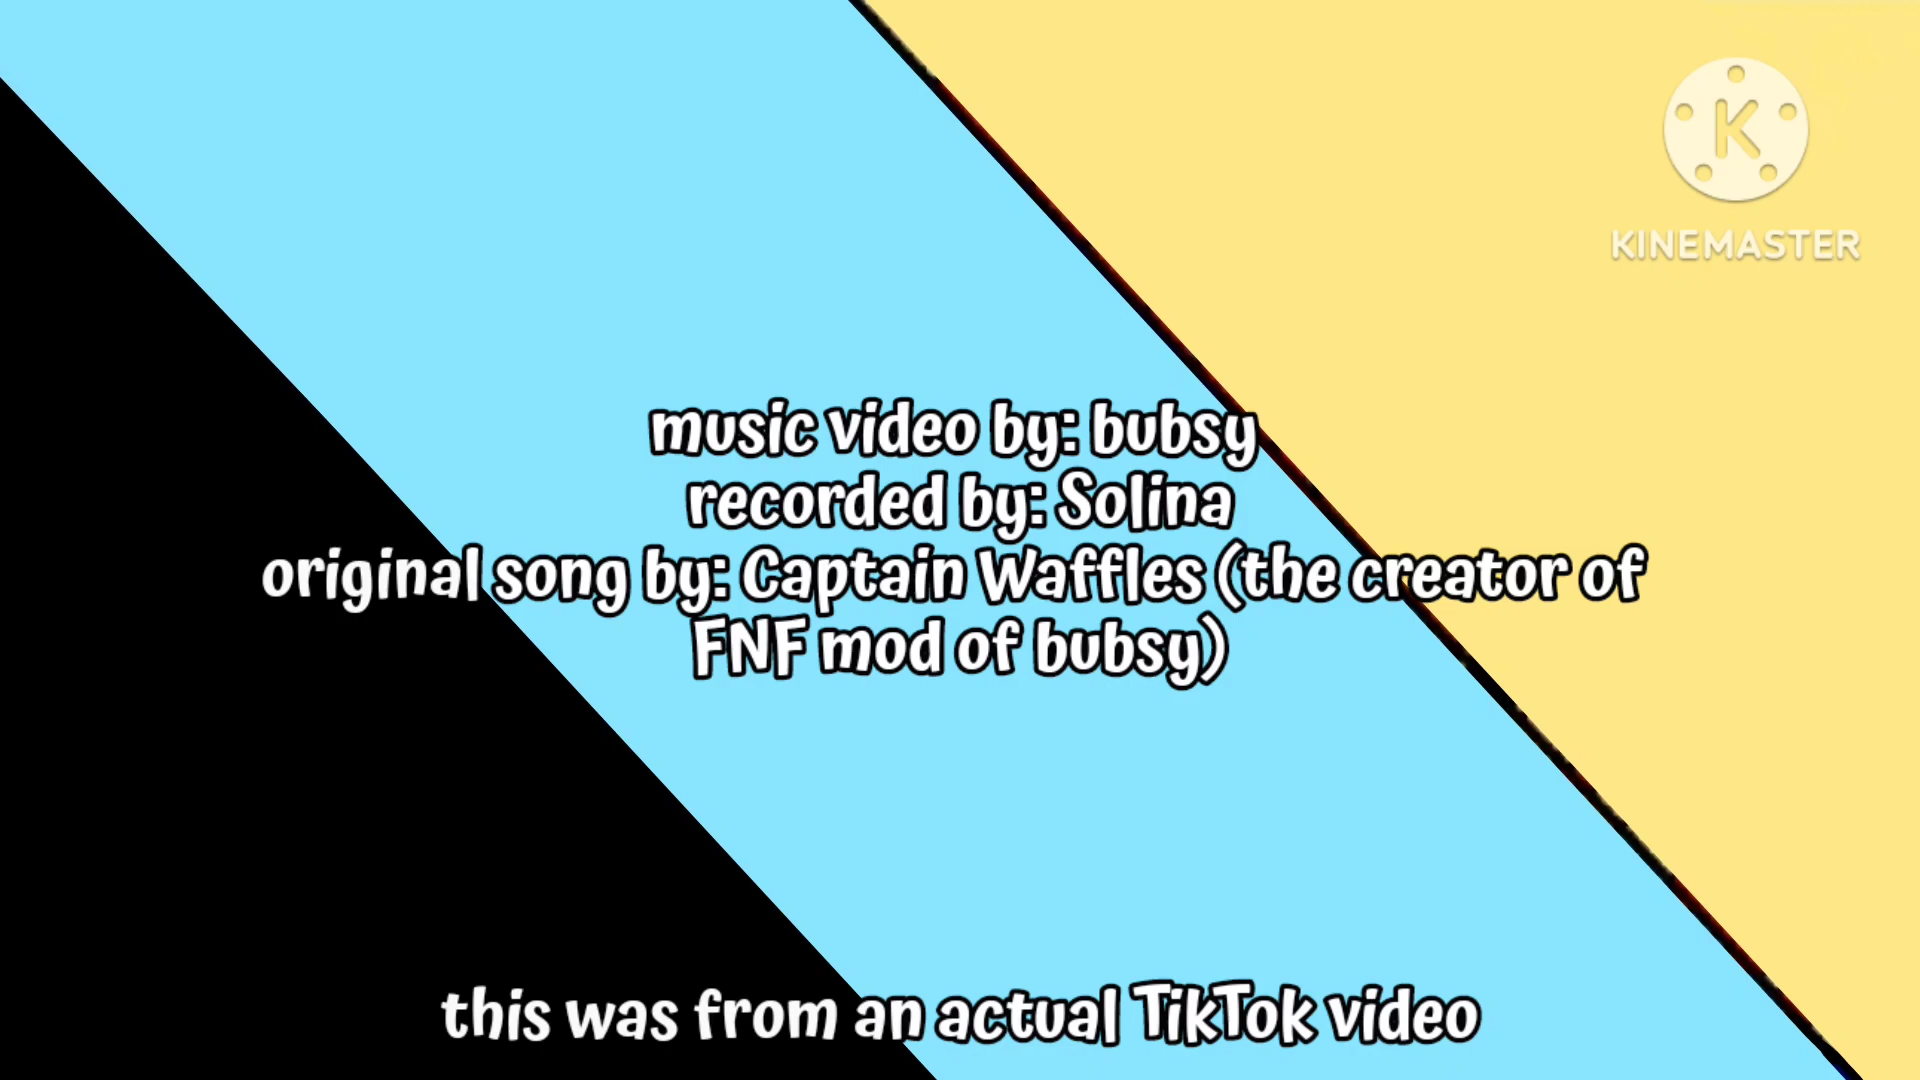 K
KINEMASTER
music video by: bubsy
recorded by: Solina
original song by: Captain Waffles (the creator of
FNF mod of bubsy)
this was from an actual TikTok video